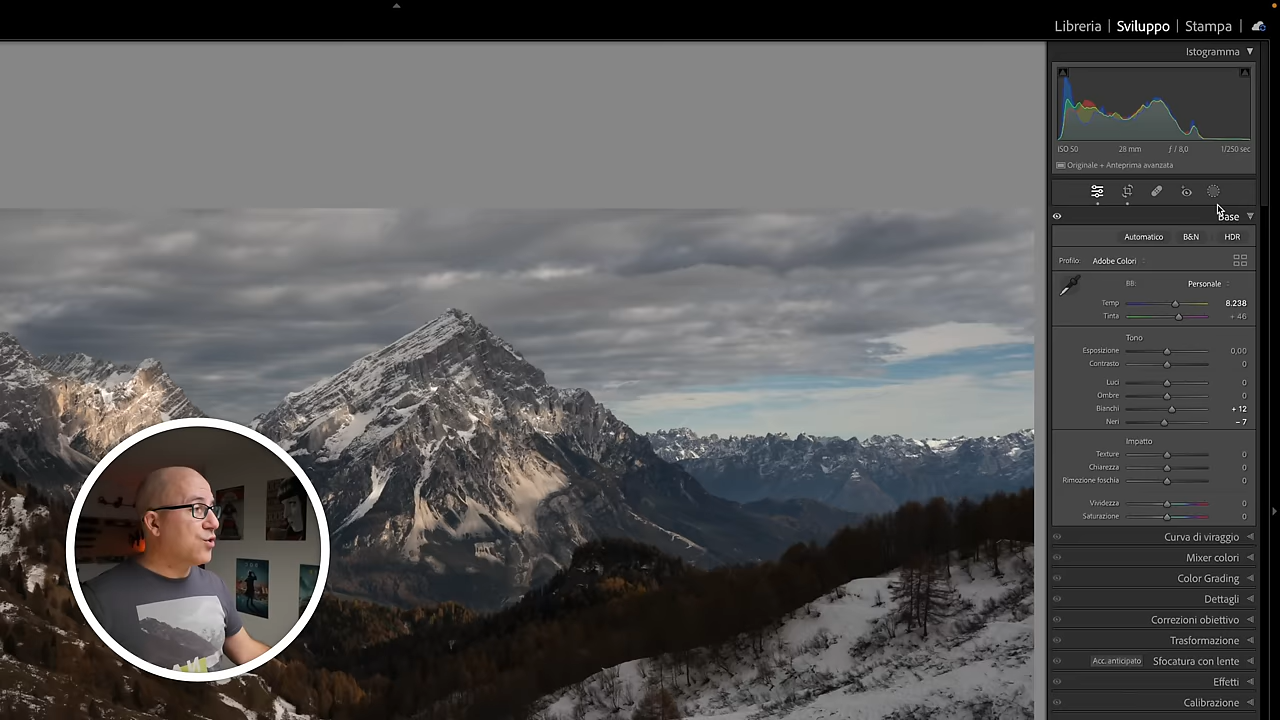 Libreria | Sviluppo | Stampa |
Istogramma
ISO 50 28 mm ƒ / 8,0 1/250 sec
Originale + Anteprima avanzata
Base
Automatico B&N HDR
Profilo: Adobe Colori
BB: Personale
Temp 8.238
Tinta + 46
Tono
Esposizione 0,00
Contrasto 0
Luci 0
Ombre 0
Bianchi + 12
Neri – 7
Impatto
Texture 0
Chiarezza 0
Rimozione foschia 0
Vividezza 0
Saturazione 0
Curva di viraggio
Mixer colori
Color Grading
Dettagli
Correzioni obiettivo
Trasformazione
Acc. anticipato Sfocatura con lente
Effetti
Calibrazione